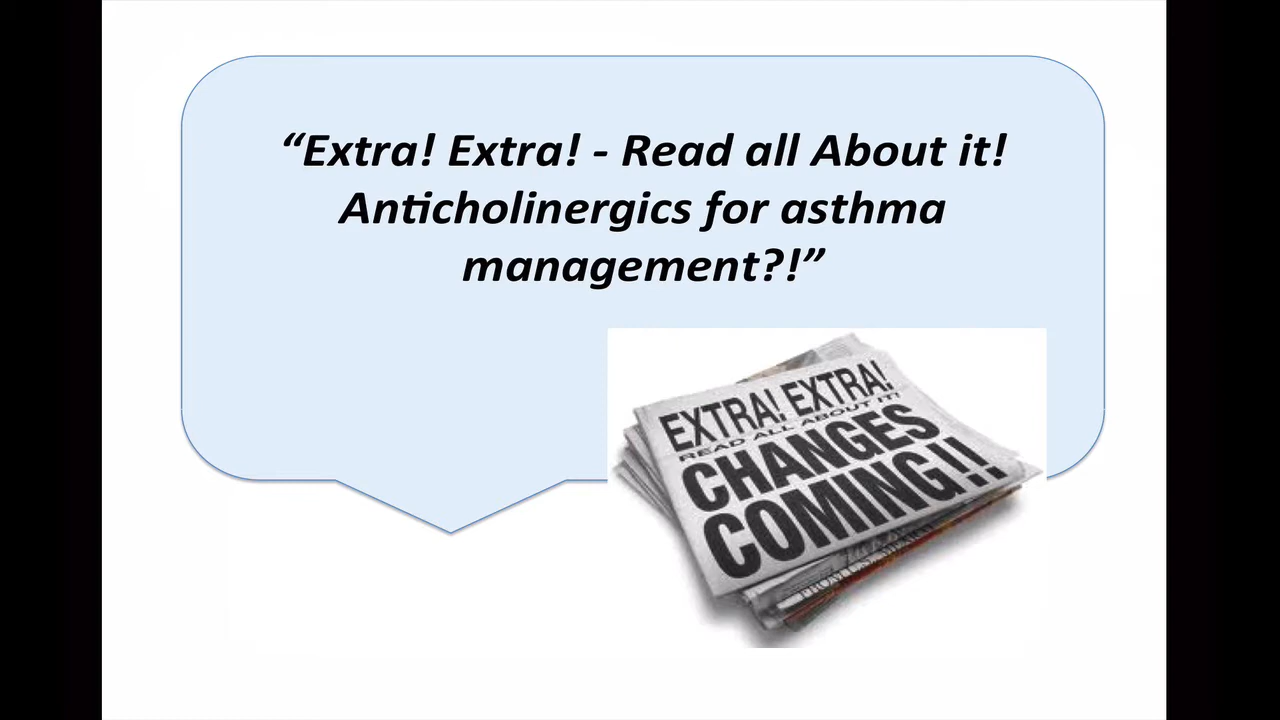 “Extra! Extra! - Read all About it!
Anticholinergics for asthma
management?!”
EXTRA! EXTRA!
READ ALL ABOUT IT!
CHANGES
COMING!!